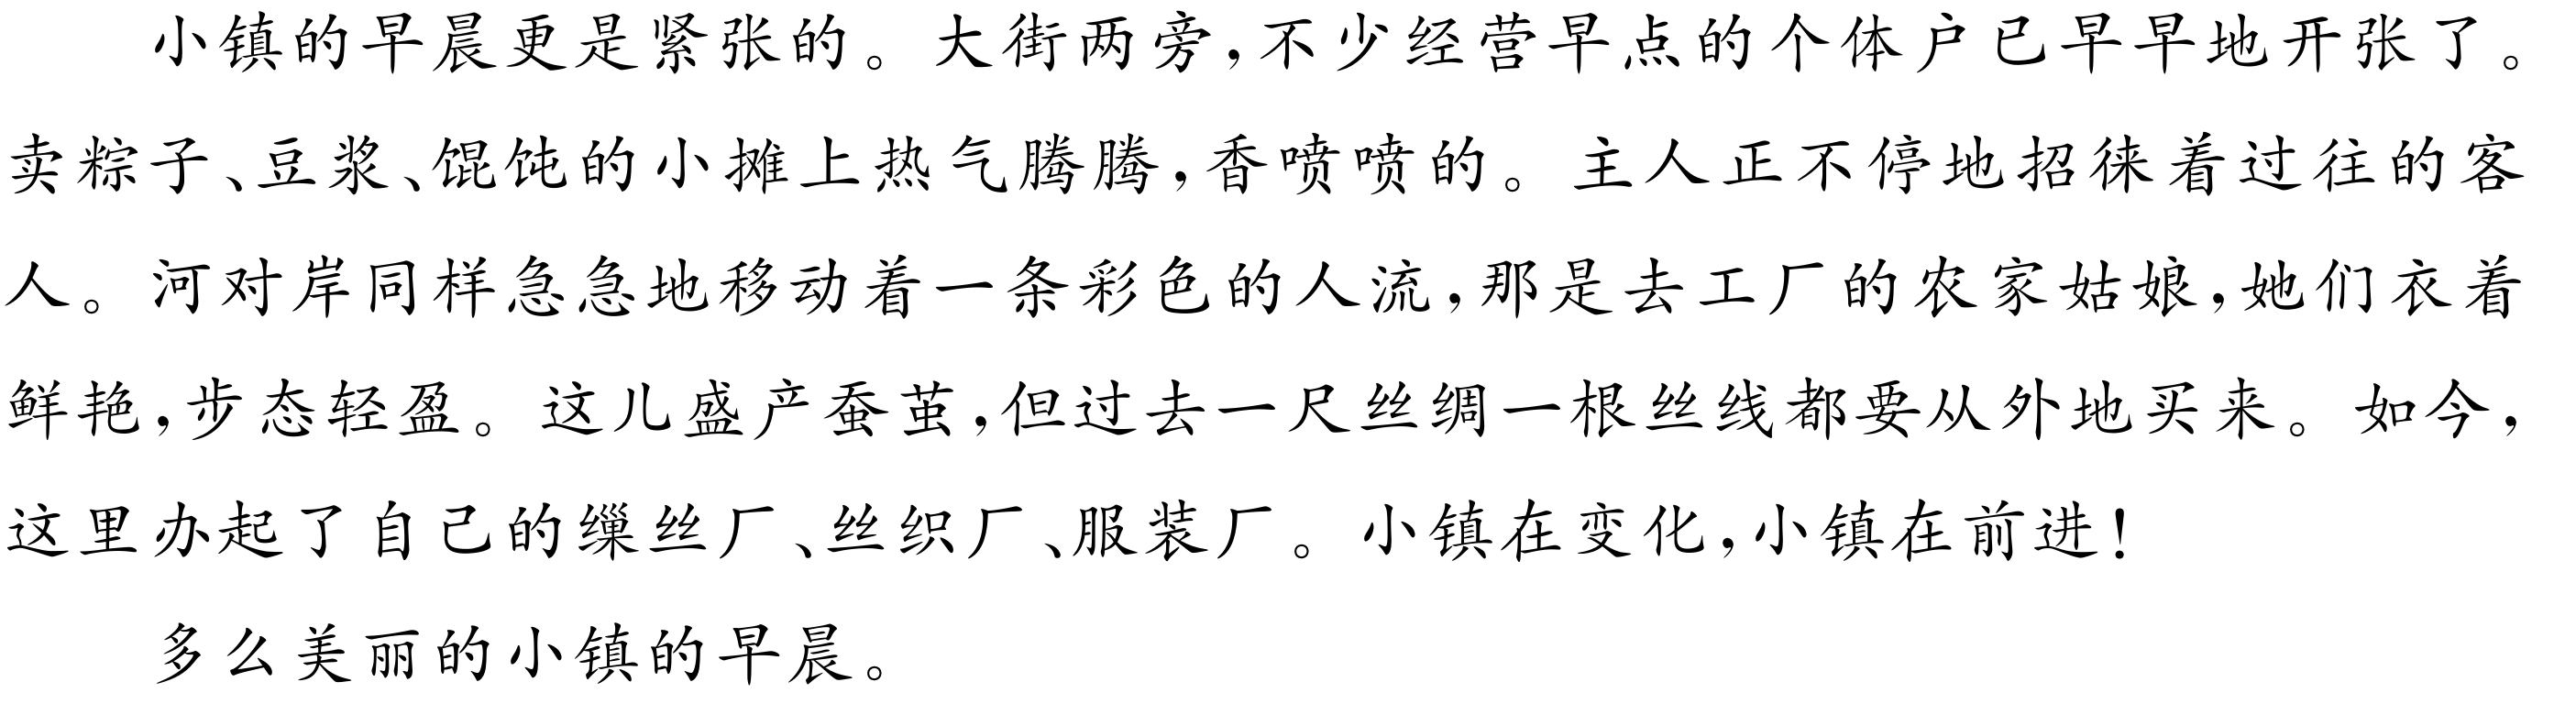 小镇的早晨更是紧张的。大街两旁,不少经营早点的个体户已早早地开张了。
卖粽子、豆浆、馄饨的小摊上热气腾腾,香喷喷的。主人正不停地招徕着过往的客
人。河对岸同样急急地移动着一条彩色的人流,那是去工厂的农家姑娘,她们衣着
鲜艳,步态轻盈。这儿盛产蚕茧,但过去一尺丝绸一根丝线都要从外地买来。如今,
这里办起了自己的缫丝厂、丝织厂、服装厂。小镇在变化,小镇在前进!
多么美丽的小镇的早晨。